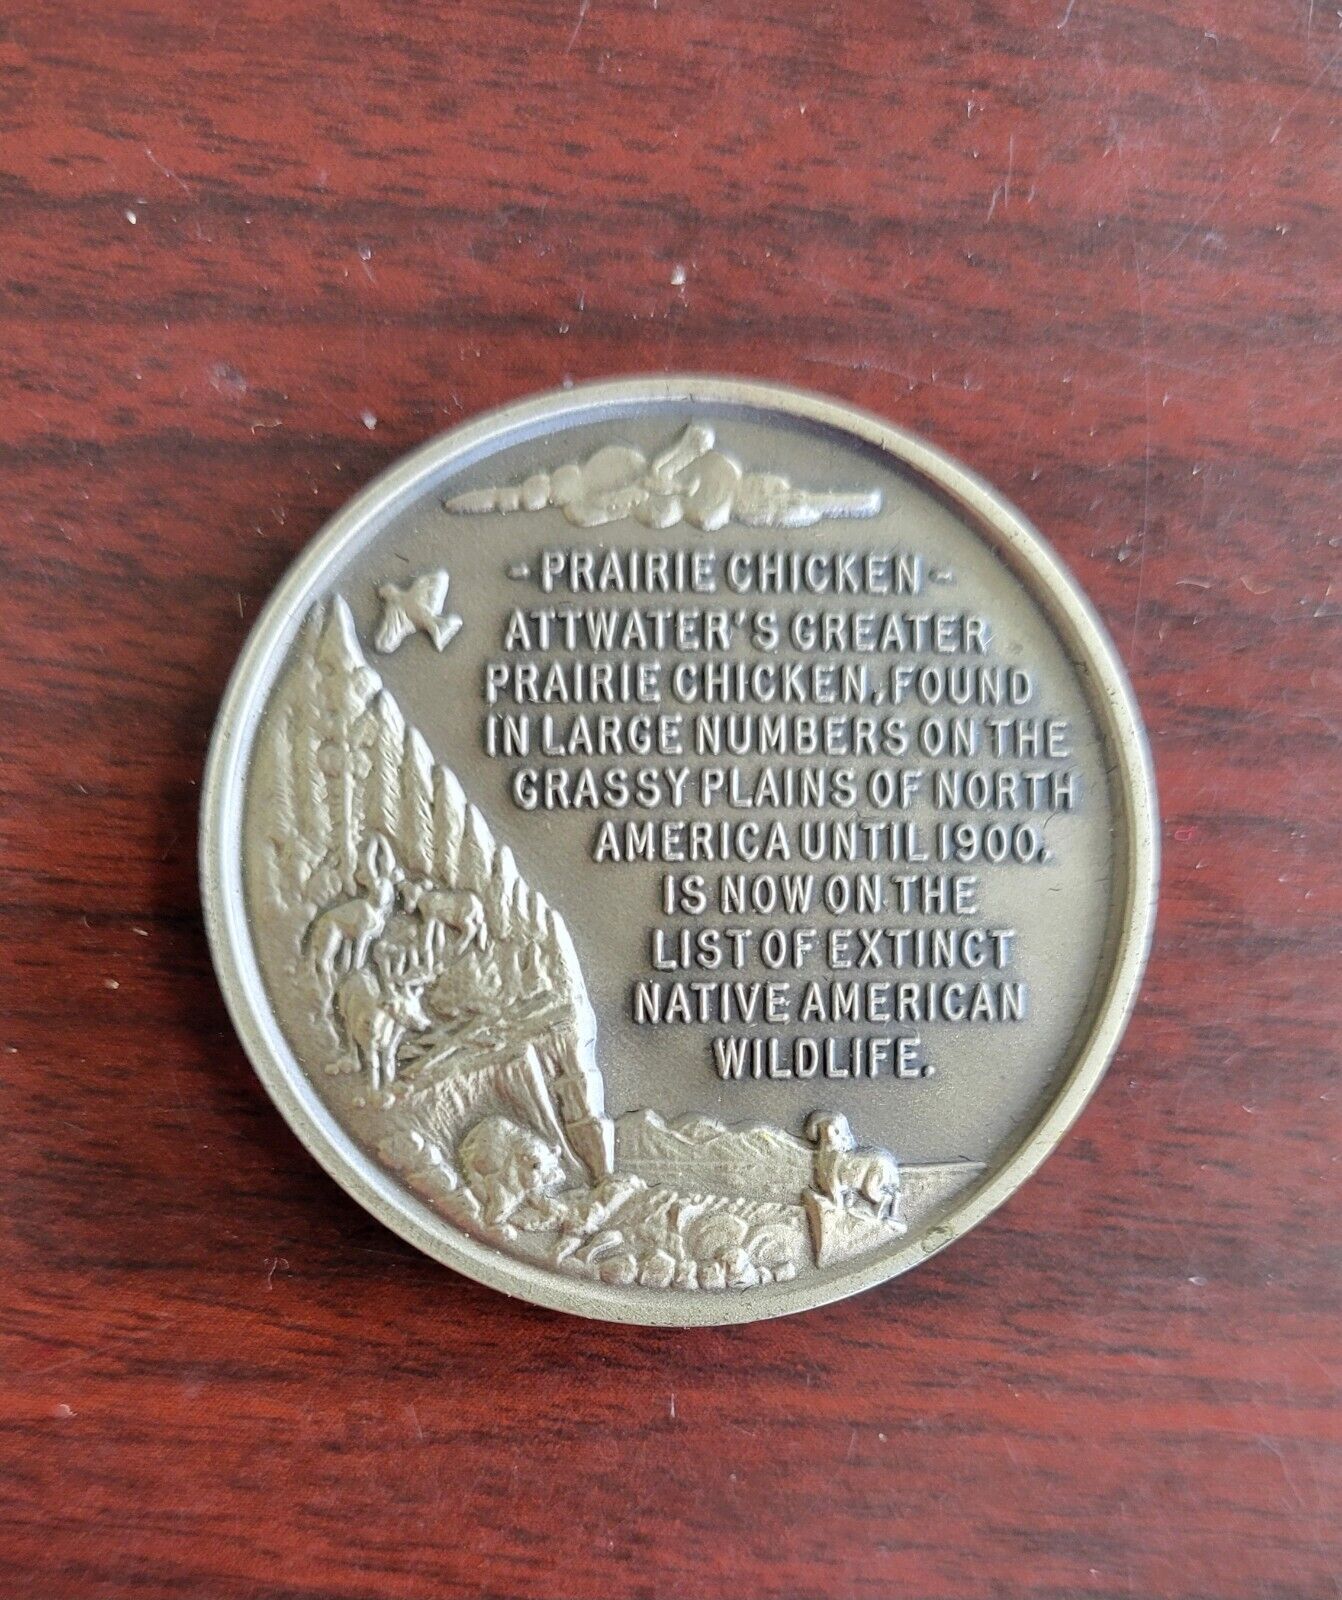 - PRAIRIE CHICKEN -
ATTWATER'S GREATER
PRAIRIE CHICKEN, FOUND
IN LARGE NUMBERS ON THE
GRASSY PLAINS OF NORTH
AMERICA UNTIL 1900.
IS NOW ON THE
LIST OF EXTINCT
NATIVE AMERICAN
WILDLIFE.